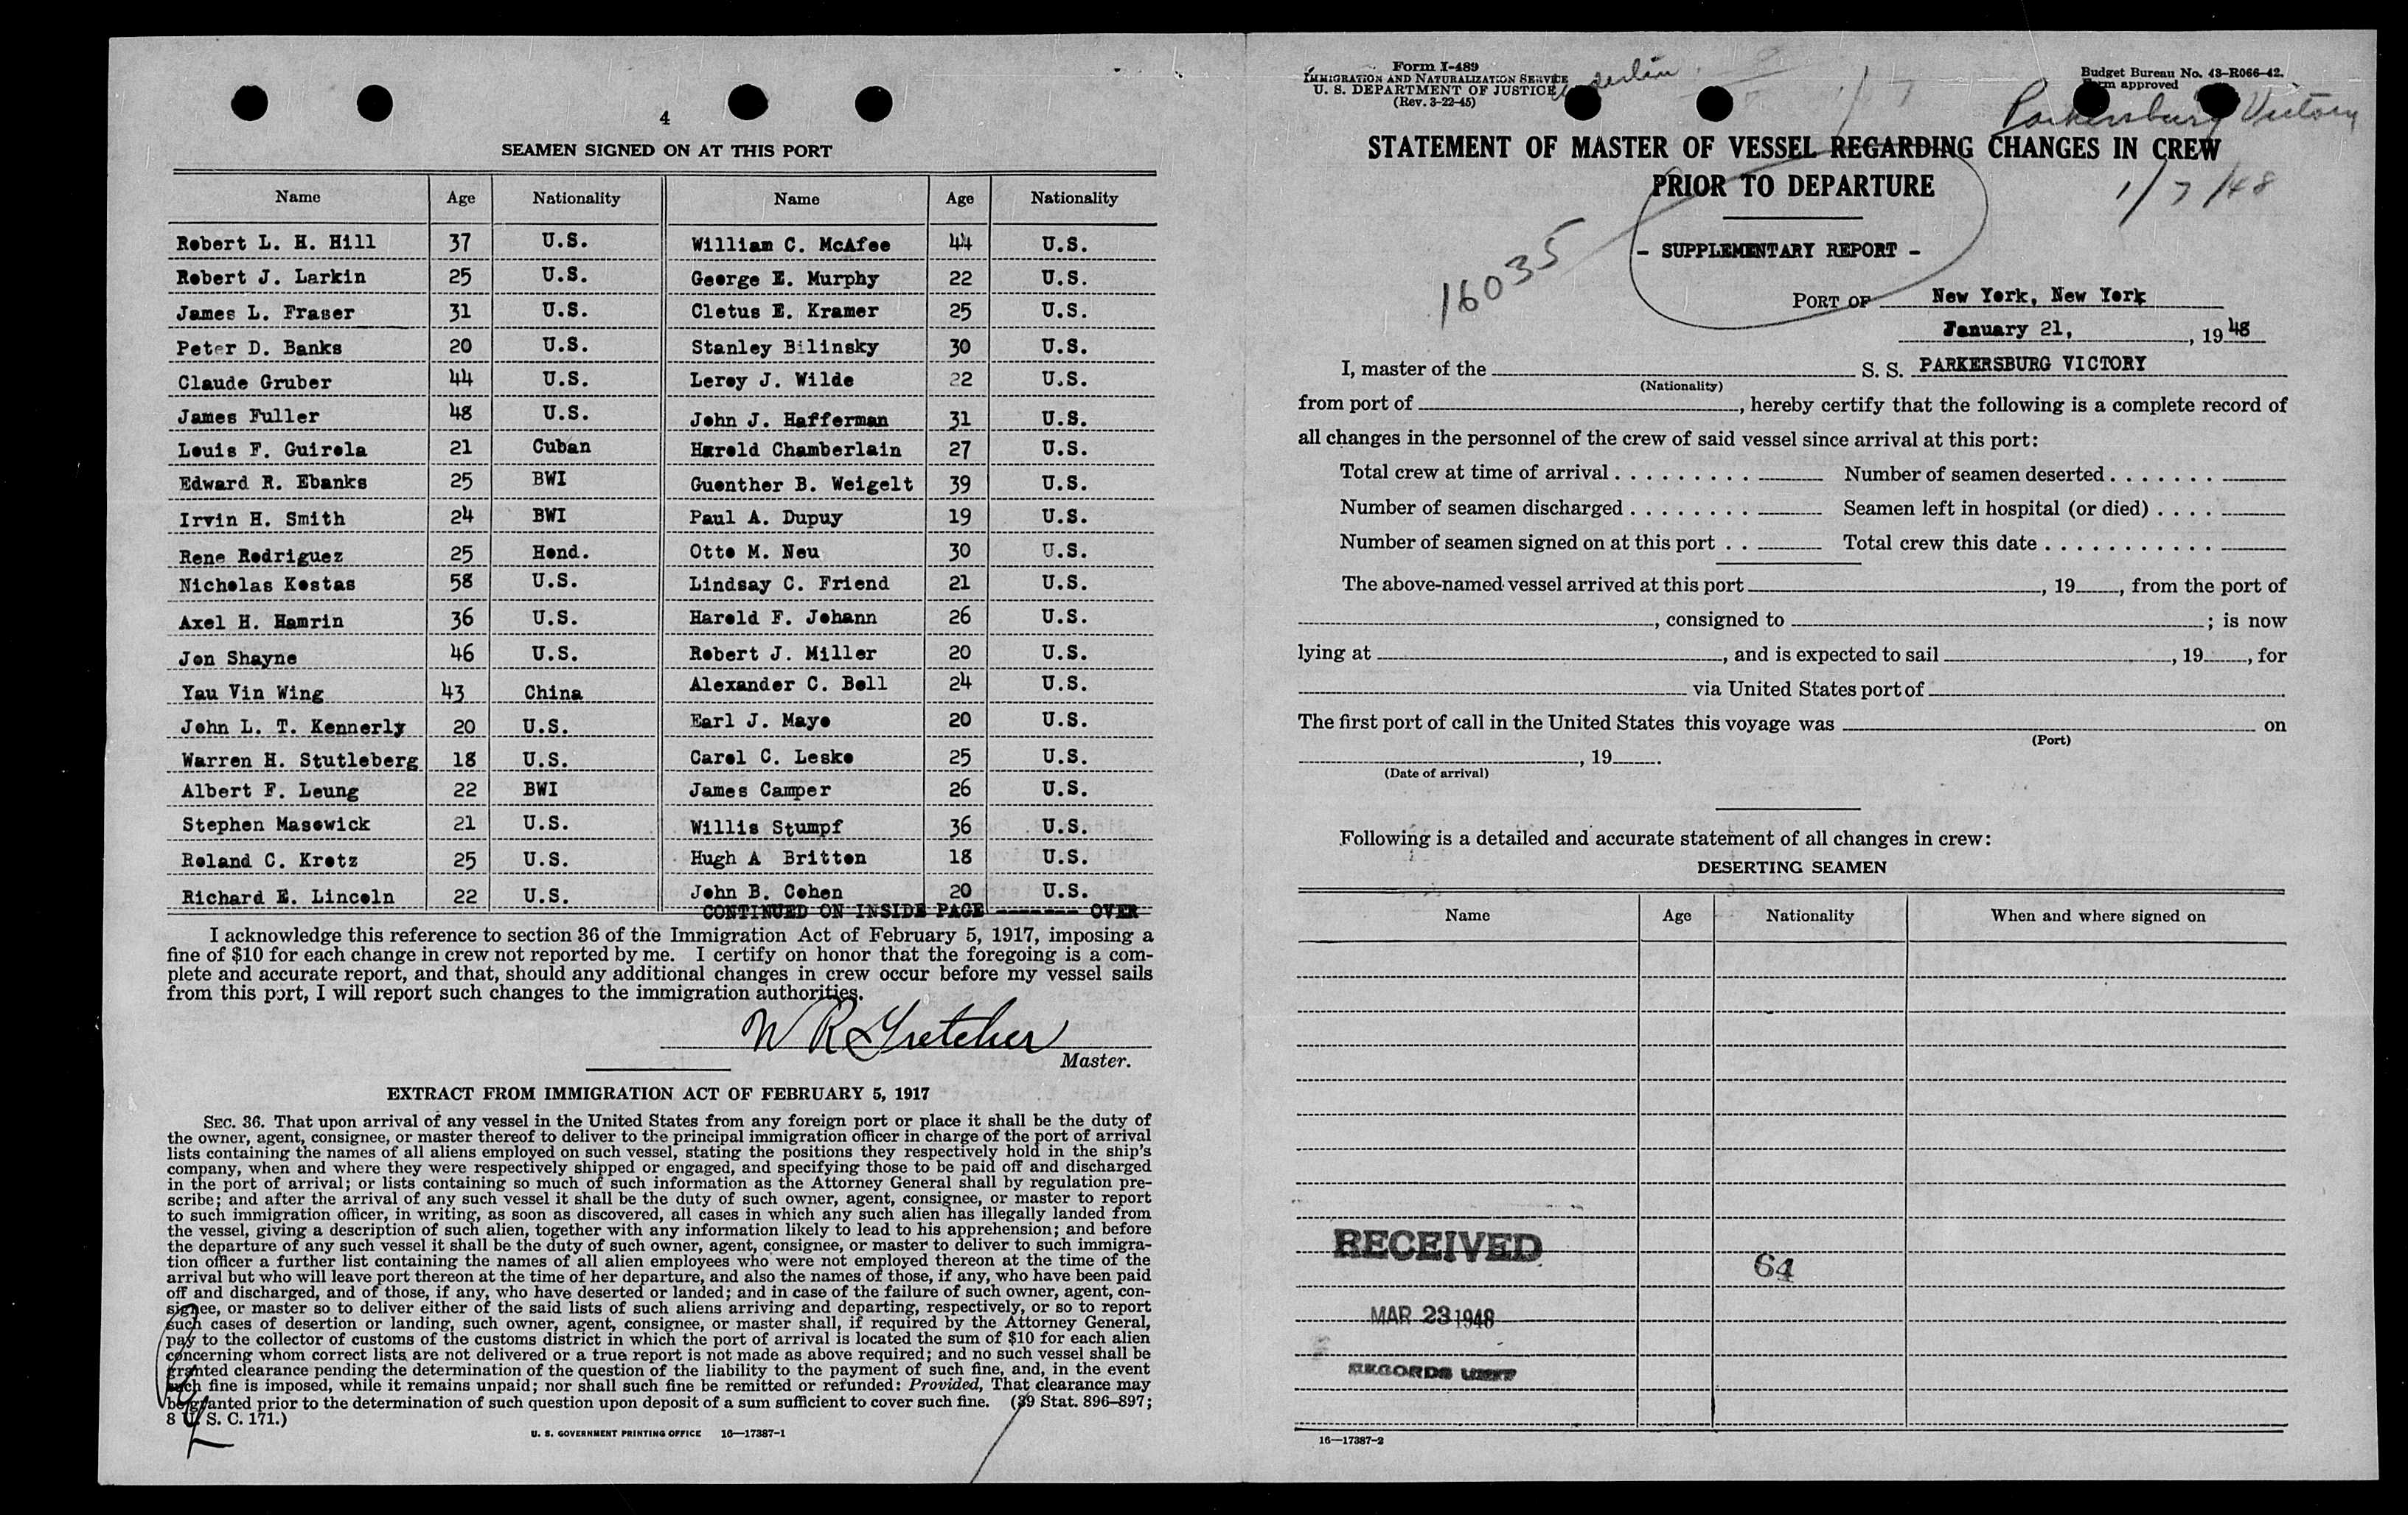 4
SEAMEN SIGNED ON AT THIS PORT
Name Age Nationality Name Age Nationality
Robert L. H. Hill 37 U.S. William C. McAfee 44 U.S.
Robert J. Larkin 25 U.S. George E. Murphy 22 U.S.
James L. Fraser 31 U.S. Cletus E. Kramer 25 U.S.
Peter D. Banks 20 U.S. Stanley Bilinsky 30 U.S.
Claude Gruber 44 U.S. Leroy J. Wilde 22 U.S.
James Fuller 48 U.S. John J. Hafferman 31 U.S.
Louis F. Guirola 21 Cuban Harold Chamberlain 27 U.S.
Edward R. Ebanks 25 BWI Guenther B. Weigelt 39 U.S.
Irvin H. Smith 24 BWI Paul A. Dupuy 19 U.S.
Rene Rodriguez 25 Hond. Otto M. Neu 30 U.S.
Nicholas Kostas 58 U.S. Lindsay C. Friend 21 U.S.
Axel H. Hamrin 36 U.S. Harold F. Johann 26 U.S.
Jon Shayne 46 U.S. Robert J. Miller 20 U.S.
Yau Vin Wing 43 China Alexander C. Bell 24 U.S.
John L. T. Kennerly 20 U.S. Earl J. Mayo 20 U.S.
Warren H. Stutleberg 18 U.S. Carol C. Leske 25 U.S.
Albert F. Leung 22 BWI James Camper 26 U.S.
Stephen Masowick 21 U.S. Willis Stumpf 36 U.S.
Roland C. Kretz 25 U.S. Hugh A Britton 18 U.S.
Richard E. Lincoln 22 U.S. John B. Cohen 20 U.S.
CONTINUED ON INSIDE PAGE ------- OVER
I acknowledge this reference to section 36 of the Immigration Act of February 5, 1917, imposing a
fine of $10 for each change in crew not reported by me. I certify on honor that the foregoing is a com-
plete and accurate report, and that, should any additional changes in crew occur before my vessel sails
from this port, I will report such changes to the immigration authorities.
W R Gretcher
Master.
EXTRACT FROM IMMIGRATION ACT OF FEBRUARY 5, 1917
SEC. 36. That upon arrival of any vessel in the United States from any foreign port or place it shall be the duty of
the owner, agent, consignee, or master thereof to deliver to the principal immigration officer in charge of the port of arrival
lists containing the names of all aliens employed on such vessel, stating the positions they respectively hold in the ship's
company, when and where they were respectively shipped or engaged, and specifying those to be paid off and discharged
in the port of arrival; or lists containing so much of such information as the Attorney General shall by regulation pre-
scribe; and after the arrival of any such vessel it shall be the duty of such owner, agent, consignee, or master to report
to such immigration officer, in writing, as soon as discovered, all cases in which any such alien has illegally landed from
the vessel, giving a description of such alien, together with any information likely to lead to his apprehension; and before
the departure of any such vessel it shall be the duty of such owner, agent, consignee, or master to deliver to such immigra-
tion officer a further list containing the names of all alien employees who were not employed thereon at the time of the
arrival but who will leave port thereon at the time of her departure, and also the names of those, if any, who have been paid
off and discharged, and of those, if any, who have deserted or landed; and in case of the failure of such owner, agent, con-
signee, or master so to deliver either of the said lists of such aliens arriving and departing, respectively, or so to report
such cases of desertion or landing, such owner, agent, consignee, or master shall, if required by the Attorney General,
pay to the collector of customs of the customs district in which the port of arrival is located the sum of $10 for each alien
concerning whom correct lists are not delivered or a true report is not made as above required; and no such vessel shall be
granted clearance pending the determination of the question of the liability to the payment of such fine, and, in the event
such fine is imposed, while it remains unpaid; nor shall such fine be remitted or refunded: Provided, That clearance may
be granted prior to the determination of such question upon deposit of a sum sufficient to cover such fine. (39 Stat. 896–897;
8 U. S. C. 171.)
U. S. GOVERNMENT PRINTING OFFICE 16—17387-1
Form I-489
IMMIGRATION AND NATURALIZATION SERVICE
U. S. DEPARTMENT OF JUSTICE
(Rev. 3-22-45)
Budget Bureau No. 43-R066-42.
Form approved
Parkersburg Victory
1/7
STATEMENT OF MASTER OF VESSEL REGARDING CHANGES IN CREW
PRIOR TO DEPARTURE
1/7/48
- SUPPLEMENTARY REPORT -
16035
PORT OF New York, New York
January 21, , 19 48
I, master of the S. S. PARKERSBURG VICTORY
(Nationality)
from port of , hereby certify that the following is a complete record of
all changes in the personnel of the crew of said vessel since arrival at this port:
Total crew at time of arrival . . . . . . . . . Number of seamen deserted . . . . . . .
Number of seamen discharged . . . . . . . . Seamen left in hospital (or died) . . . .
Number of seamen signed on at this port . . Total crew this date . . . . . . . . . . .
The above-named vessel arrived at this port , 19 , from the port of
, consigned to ; is now
lying at , and is expected to sail , 19 , for
via United States port of
The first port of call in the United States this voyage was on
(Port)
, 19 .
(Date of arrival)
Following is a detailed and accurate statement of all changes in crew:
DESERTING SEAMEN
Name Age Nationality When and where signed on
RECEIVED
64
MAR 23 1948
RECORDS UNIT
16—17387-2